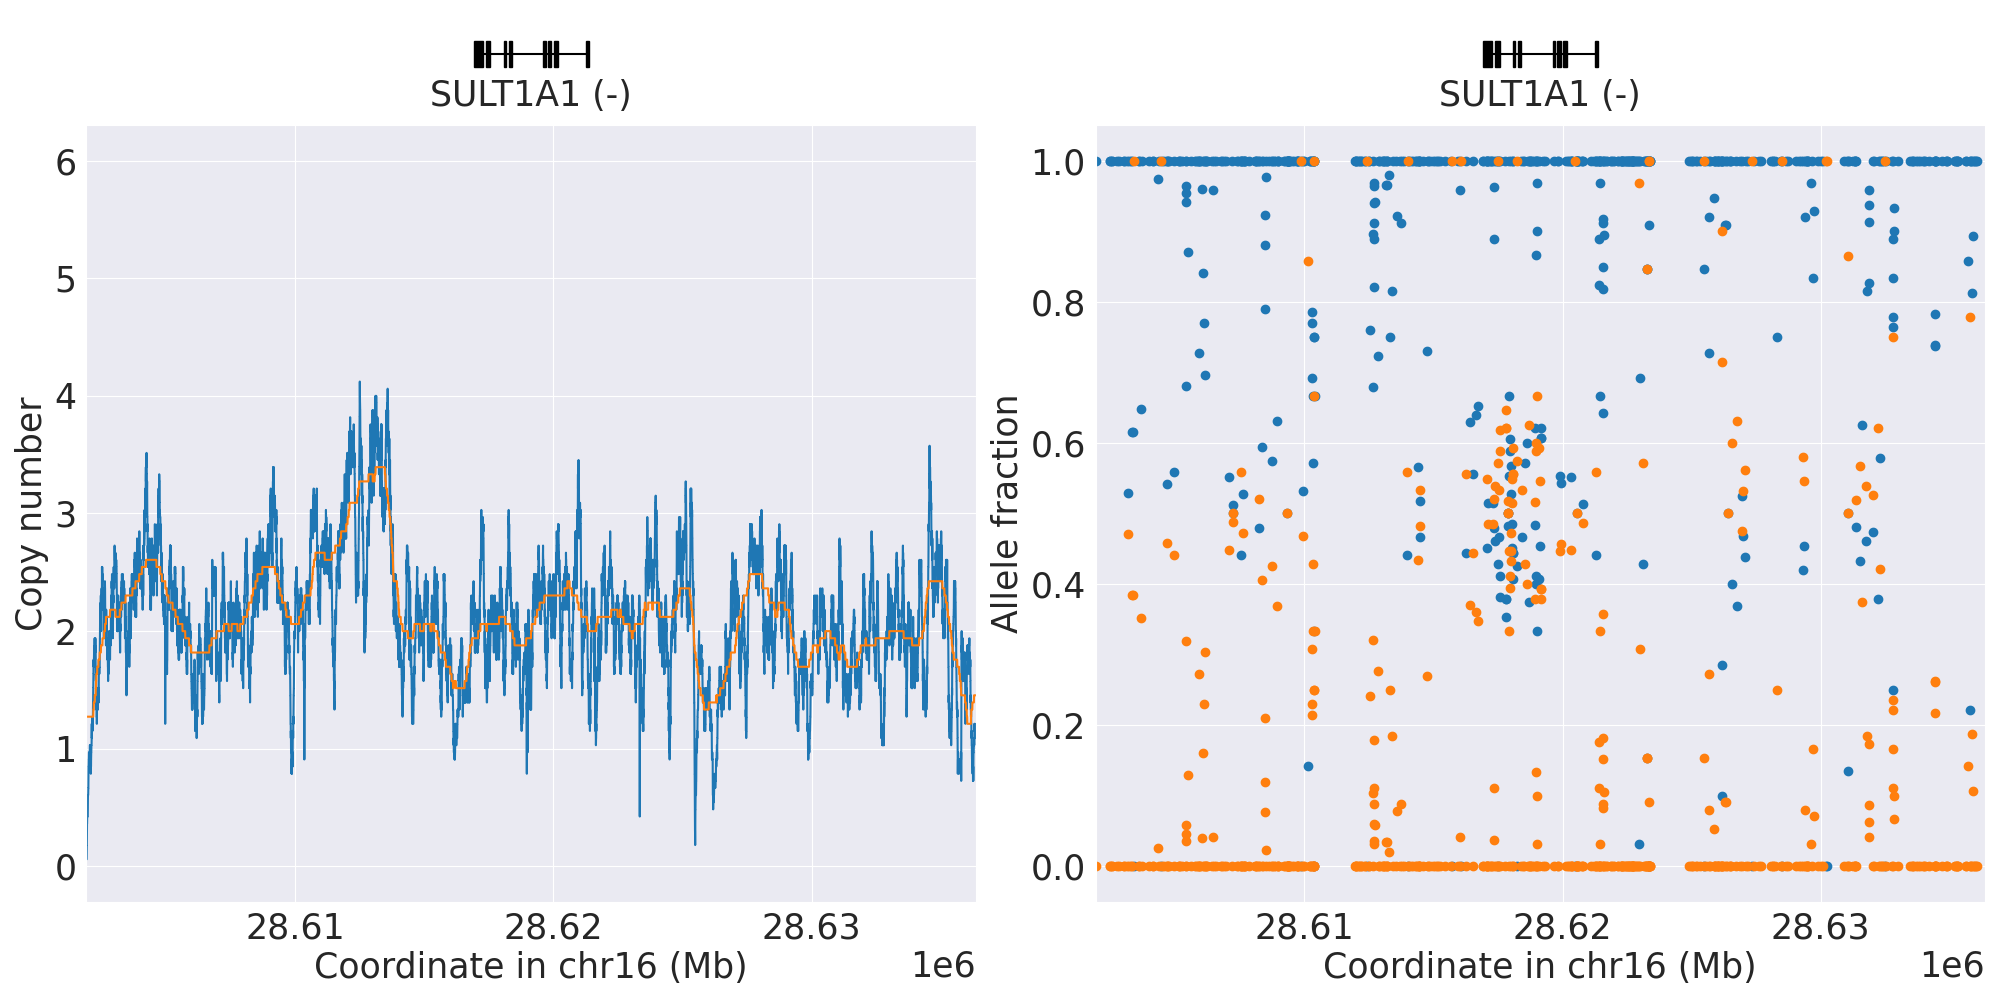 SULT1A1 (-)
6
5
4
3
2
1
0
Copy number
28.61
28.62
28.63
Coordinate in chr16 (Mb)
1e6
SULT1A1 (-)
1.0
0.8
0.6
0.4
0.2
0.0
Allele fraction
28.61
28.62
28.63
Coordinate in chr16 (Mb)
1e6